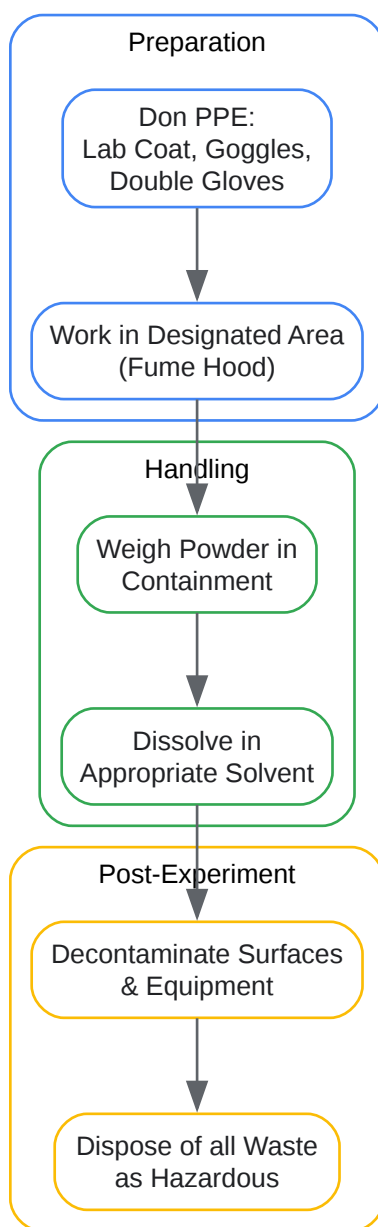 Preparation
Don PPE:
Lab Coat, Goggles,
Double Gloves
Work in Designated Area
(Fume Hood)
Handling
Weigh Powder in
Containment
Dissolve in
Appropriate Solvent
Post-Experiment
Decontaminate Surfaces
& Equipment
Dispose of all Waste
as Hazardous